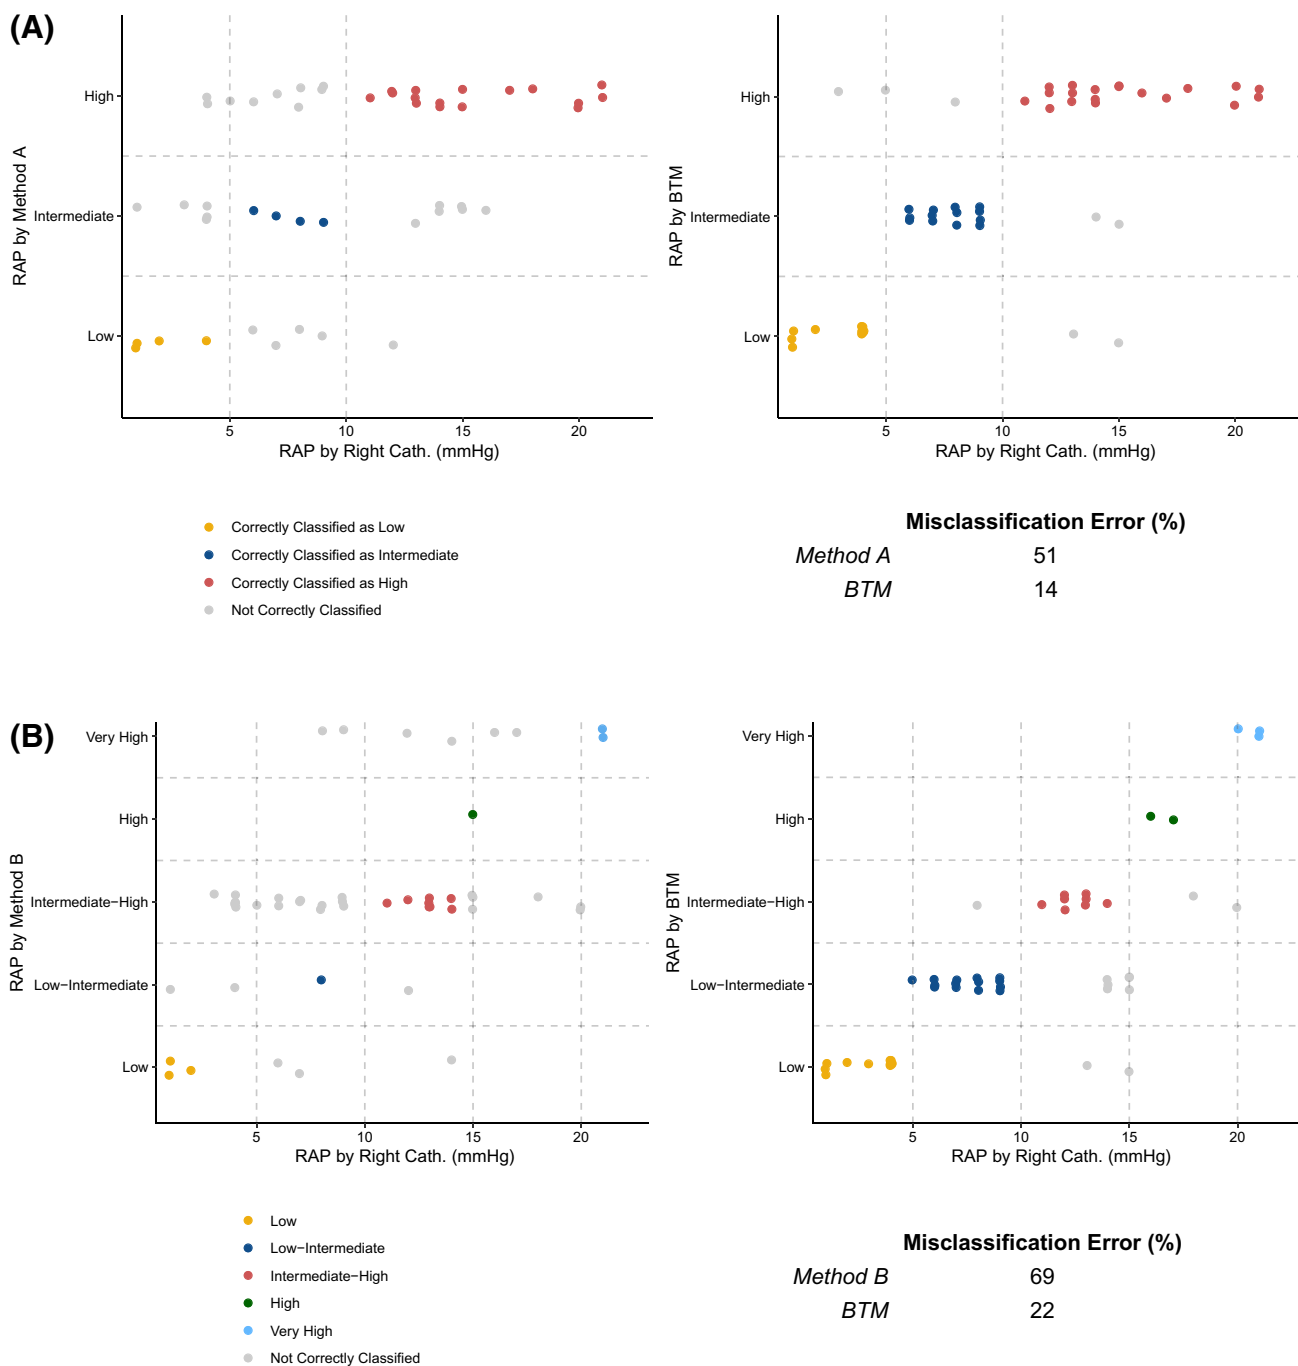 (A)
RAP by Method A
High
Intermediate
Low
5 10 15 20
RAP by Right Cath. (mmHg)
RAP by BTM
High
Intermediate
Low
5 10 15 20
RAP by Right Cath. (mmHg)
Correctly Classified as Low
Correctly Classified as Intermediate
Correctly Classified as High
Not Correctly Classified
Misclassification Error (%)
Method A 51
BTM 14
(B)
RAP by Method B
Very High
High
Intermediate−High
Low−Intermediate
Low
5 10 15 20
RAP by Right Cath. (mmHg)
RAP by BTM
Very High
High
Intermediate−High
Low−Intermediate
Low
5 10 15 20
RAP by Right Cath. (mmHg)
Low
Low−Intermediate
Intermediate−High
High
Very High
Not Correctly Classified
Misclassification Error (%)
Method B 69
BTM 22